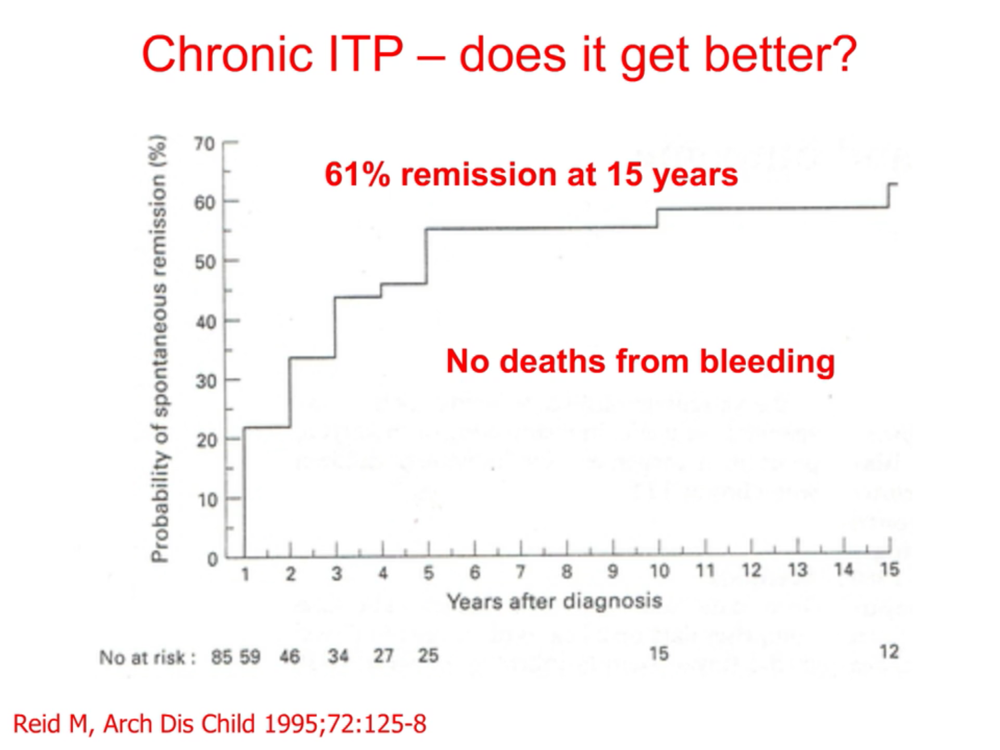 Chronic ITP – does it get better?
Probability of spontaneous remission (%)
70
60
50
40
30
20
10
0
61% remission at 15 years
No deaths from bleeding
1 2 3 4 5 6 7 8 9 10 11 12 13 14 15
Years after diagnosis
No at risk : 85 59 46 34 27 25 15 12
Reid M, Arch Dis Child 1995;72:125-8